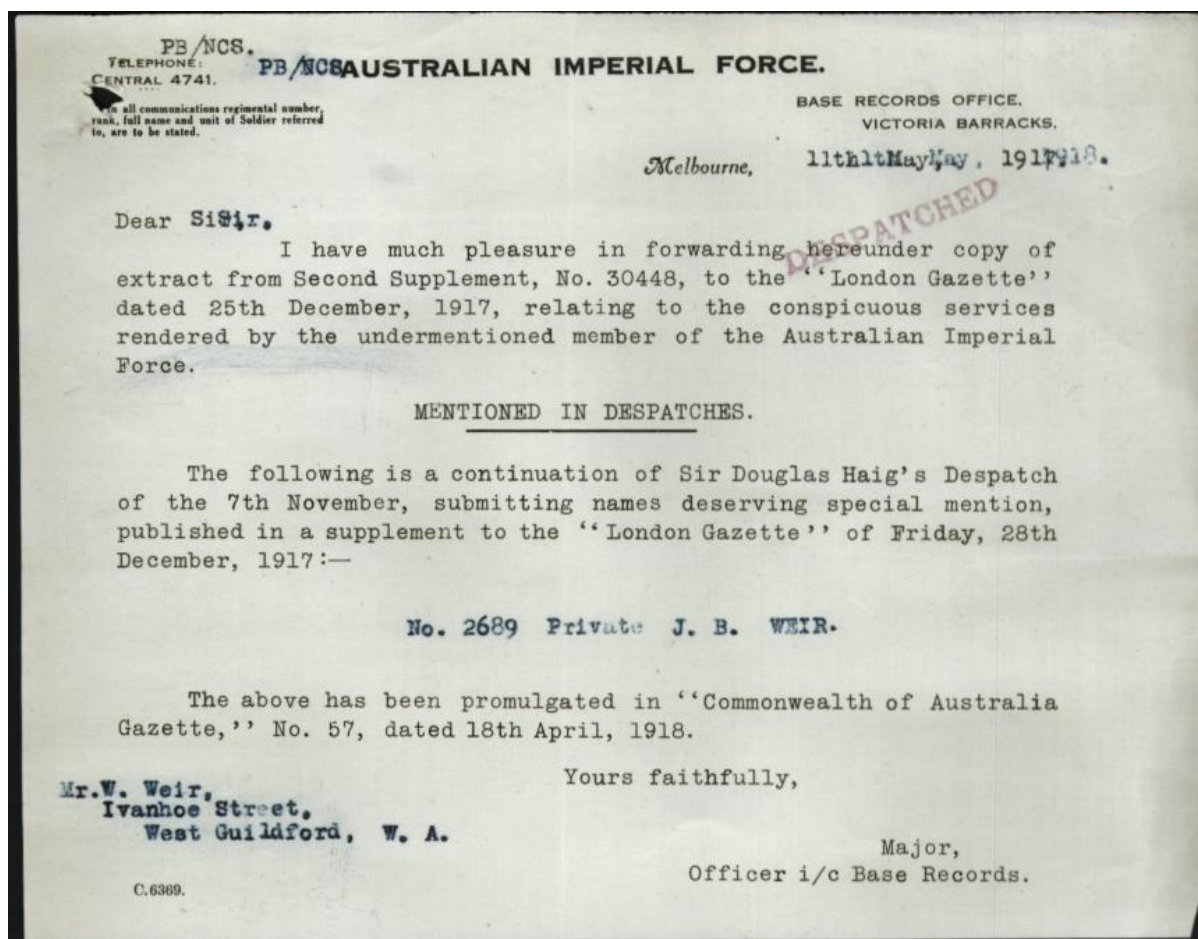 PB/NCS.
TELEPHONE:
CENTRAL 4741.
PB/NCS AUSTRALIAN IMPERIAL FORCE.
In all communications regimental number,
rank, full name and unit of Soldier referred
to, are to be stated.
BASE RECORDS OFFICE,
VICTORIA BARRACKS,
Melbourne, 11th May, 1918.
DESPATCHED
Dear Sir,
I have much pleasure in forwarding hereunder copy of
extract from Second Supplement, No. 30448, to the ‘‘London Gazette’’
dated 25th December, 1917, relating to the conspicuous services
rendered by the undermentioned member of the Australian Imperial
Force.
MENTIONED IN DESPATCHES.
The following is a continuation of Sir Douglas Haig's Despatch
of the 7th November, submitting names deserving special mention,
published in a supplement to the ‘‘London Gazette’’ of Friday, 28th
December, 1917:—
No. 2689 Private J. B. WEIR.
The above has been promulgated in ‘‘Commonwealth of Australia
Gazette,’’ No. 57, dated 18th April, 1918.
Yours faithfully,
Mr.W. Weir,
Ivanhoe Street,
West Guildford, W. A.
Major,
Officer i/c Base Records.
C.6369.